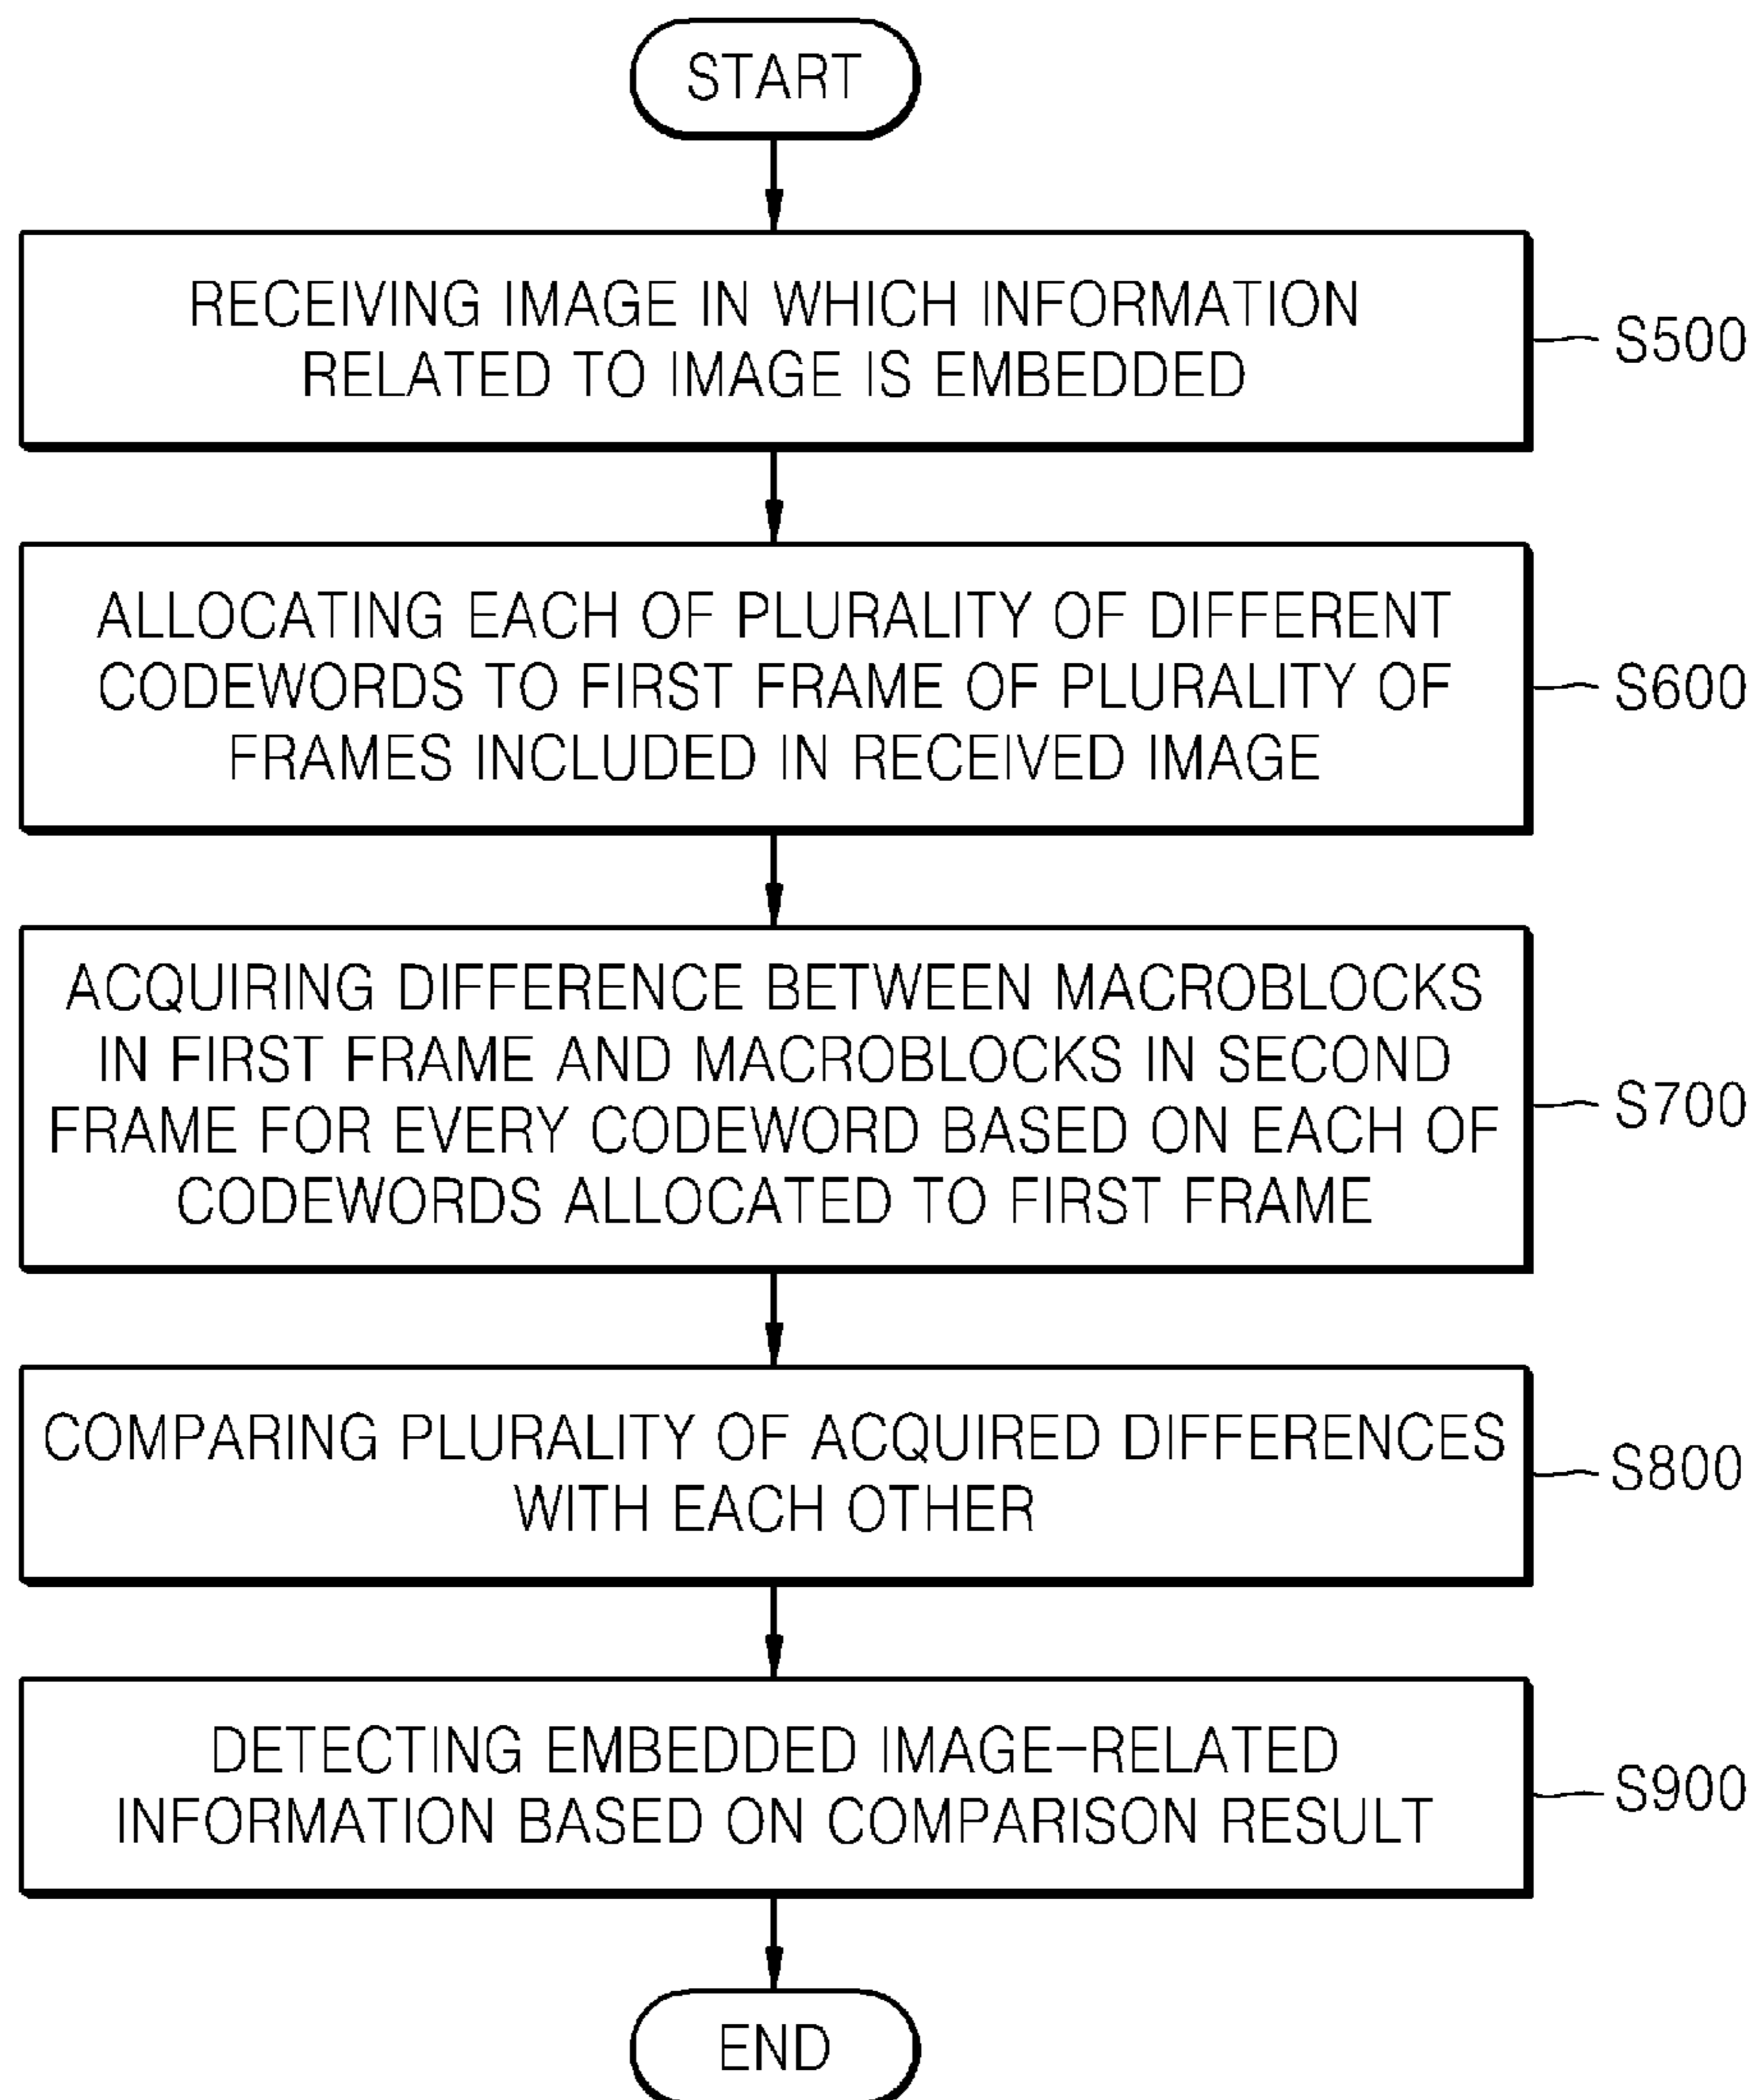 START
RECEIVING IMAGE IN WHICH INFORMATION
RELATED TO IMAGE IS EMBEDDED
S500
ALLOCATING EACH OF PLURALITY OF DIFFERENT
CODEWORDS TO FIRST FRAME OF PLURALITY OF
FRAMES INCLUDED IN RECEIVED IMAGE
S600
ACQUIRING DIFFERENCE BETWEEN MACROBLOCKS
IN FIRST FRAME AND MACROBLOCKS IN SECOND
FRAME FOR EVERY CODEWORD BASED ON EACH OF
CODEWORDS ALLOCATED TO FIRST FRAME
S700
COMPARING PLURALITY OF ACQUIRED DIFFERENCES
WITH EACH OTHER
S800
DETECTING EMBEDDED IMAGE-RELATED
INFORMATION BASED ON COMPARISON RESULT
S900
END